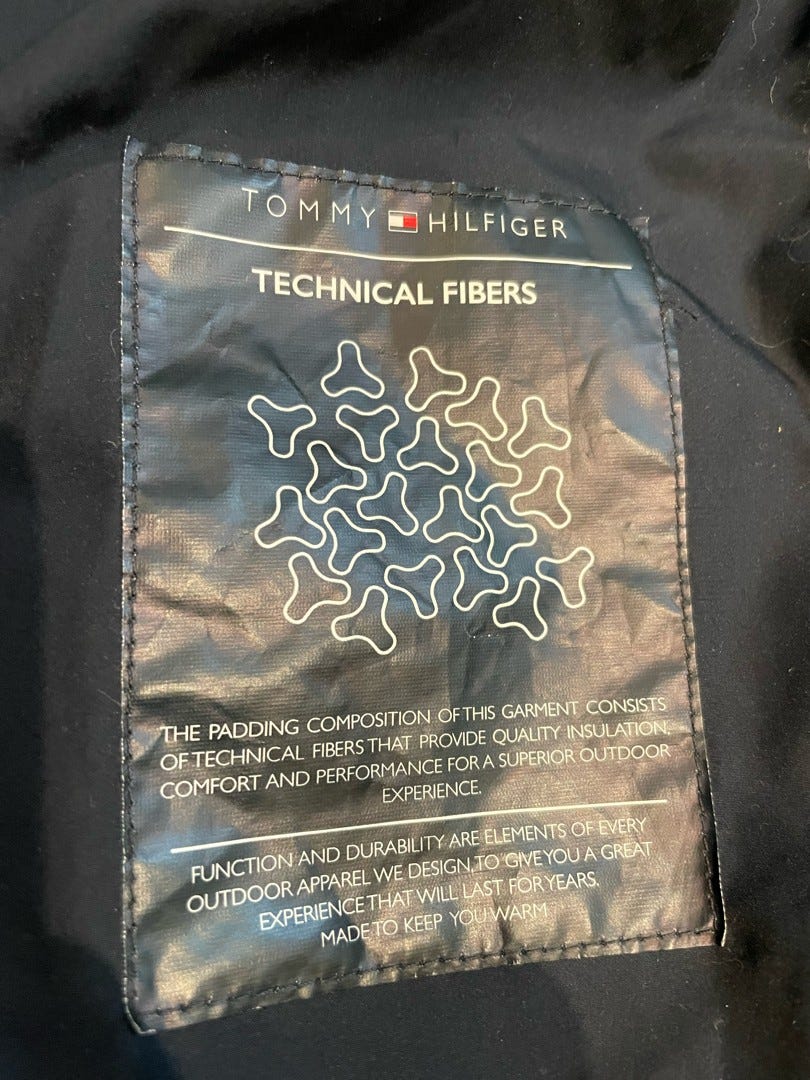 TOMMY HILFIGER
TECHNICAL FIBERS
THE PADDING COMPOSITION OF THIS GARMENT CONSISTS
OF TECHNICAL FIBERS THAT PROVIDE QUALITY INSULATION,
COMFORT AND PERFORMANCE FOR A SUPERIOR OUTDOOR
EXPERIENCE.
FUNCTION AND DURABILITY ARE ELEMENTS OF EVERY
OUTDOOR APPAREL WE DESIGN, TO GIVE YOU A GREAT
EXPERIENCE THAT WILL LAST FOR YEARS.
MADE TO KEEP YOU WARM